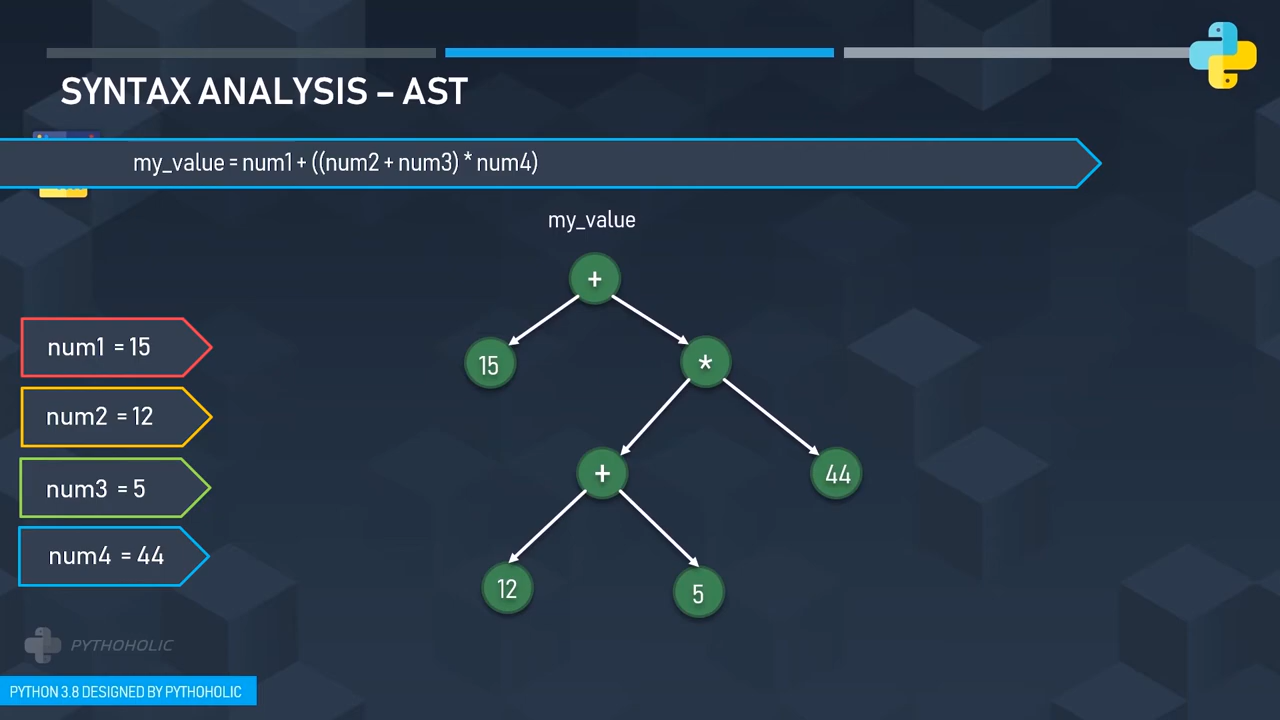 SYNTAX ANALYSIS – AST
my_value = num1 + ((num2 + num3) * num4)
my_value
+
15
*
+
44
12
5
num1 = 15
num2 = 12
num3 = 5
num4 = 44
PYTHOHOLIC
PYTHON 3.8 DESIGNED BY PYTHOHOLIC